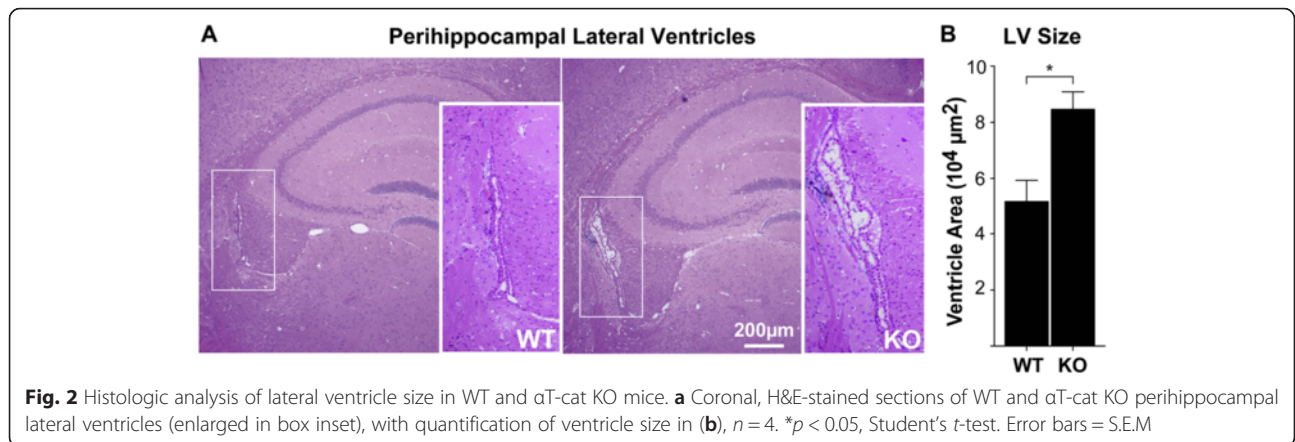 A Perihippocampal Lateral Ventricles
B LV Size
10
*
8
6
4
2
Ventricle Area (10⁴ µm²)
WT
KO
200µm
WT KO
Fig. 2 Histologic analysis of lateral ventricle size in WT and αT-cat KO mice. a Coronal, H&E-stained sections of WT and αT-cat KO perihippocampal
lateral ventricles (enlarged in box inset), with quantification of ventricle size in (b), n = 4. *p < 0.05, Student's t-test. Error bars = S.E.M